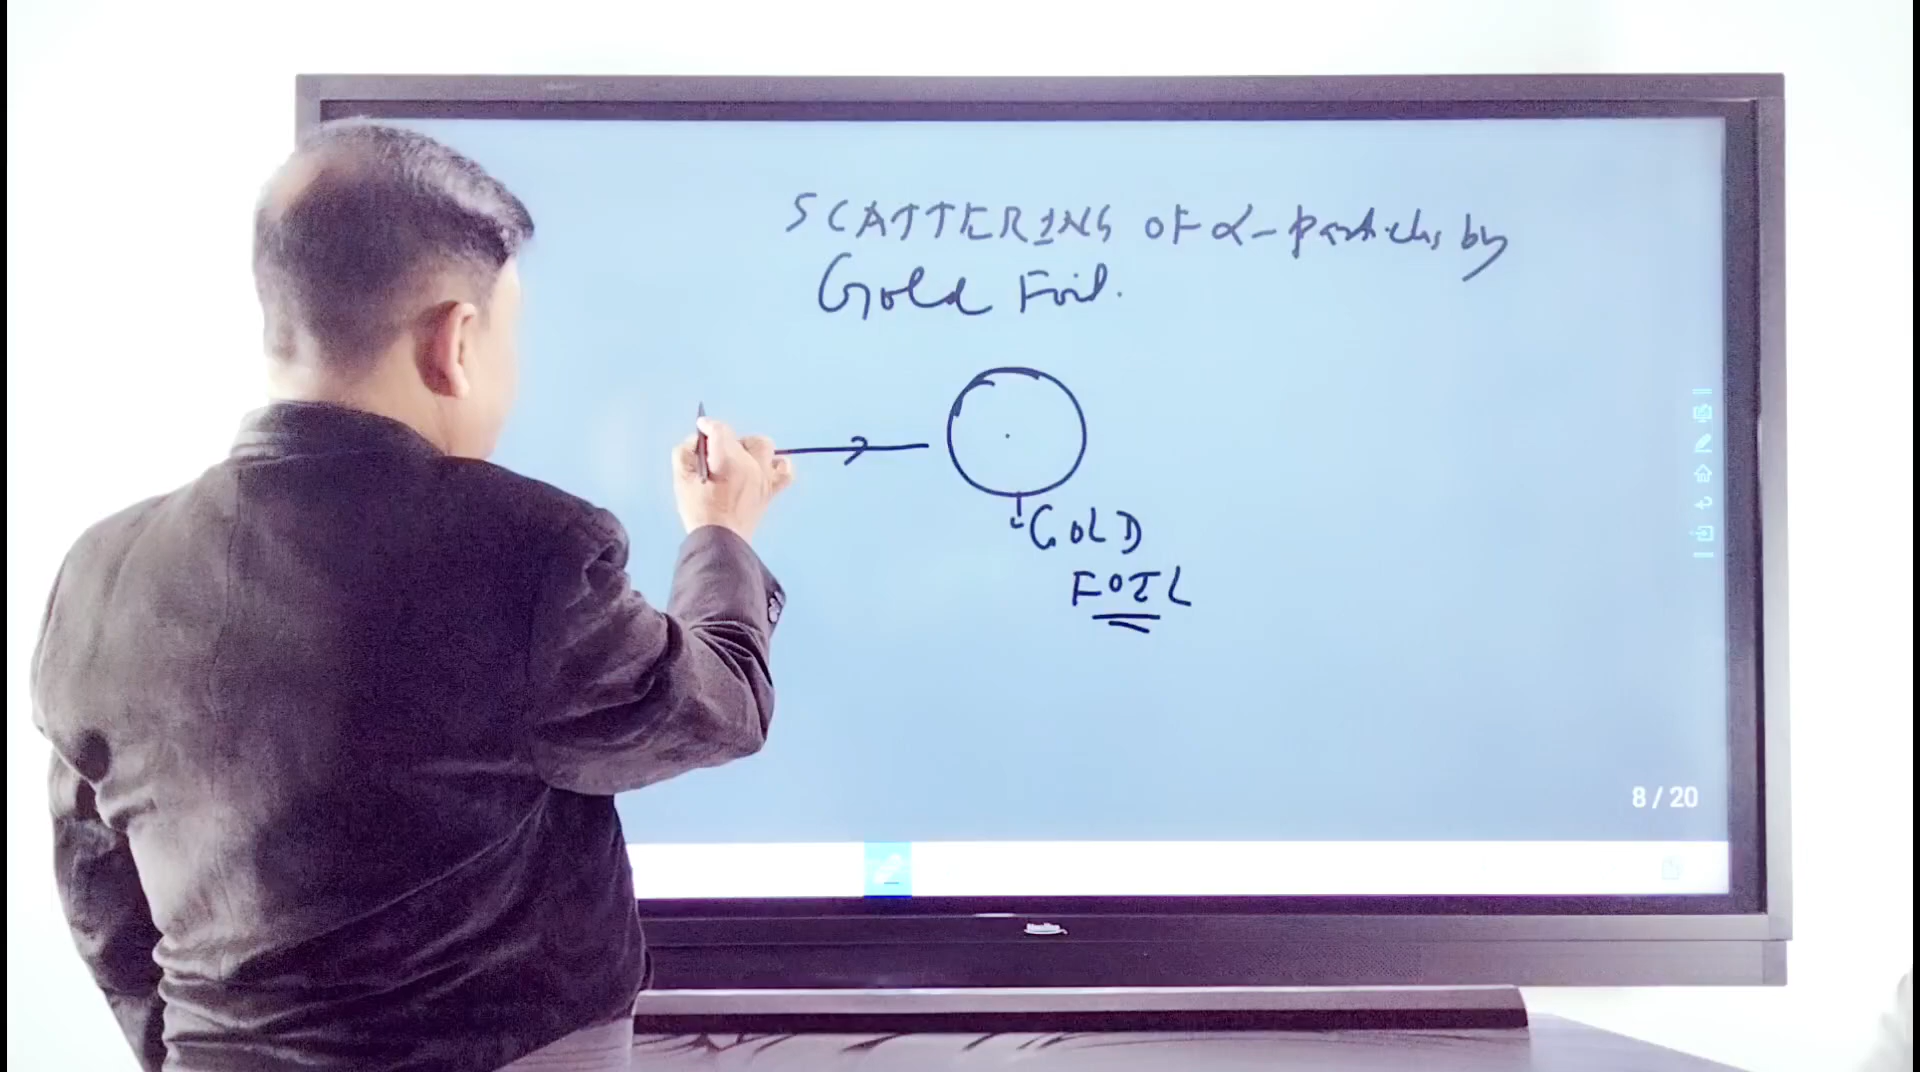 SCATTERING OF α-particles by
Gold Foil.
GOLD
FOIL
8 / 20